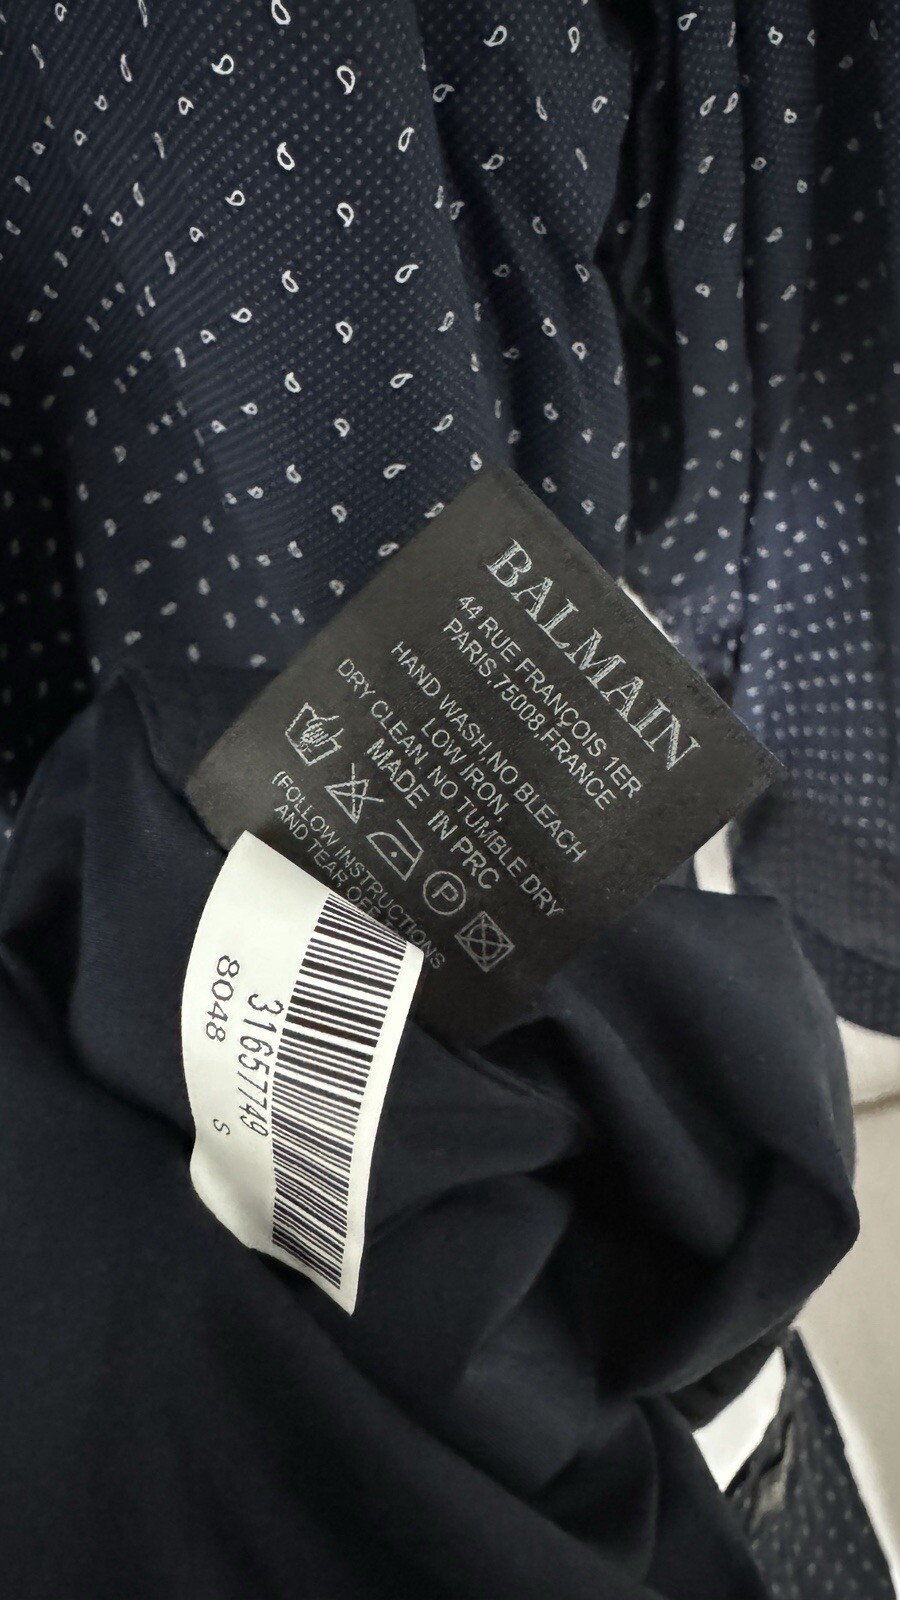 BALMAIN
44 RUE FRANÇOIS 1ER
PARIS,75008,FRANCE
HAND WASH,NO BLEACH
LOW IRON,
DRY CLEAN, NO TUMBLE DRY
MADE IN PRC
P
(FOLLOW INSTRUCTIONS
AND TEAR OFF
31657749
8048 S